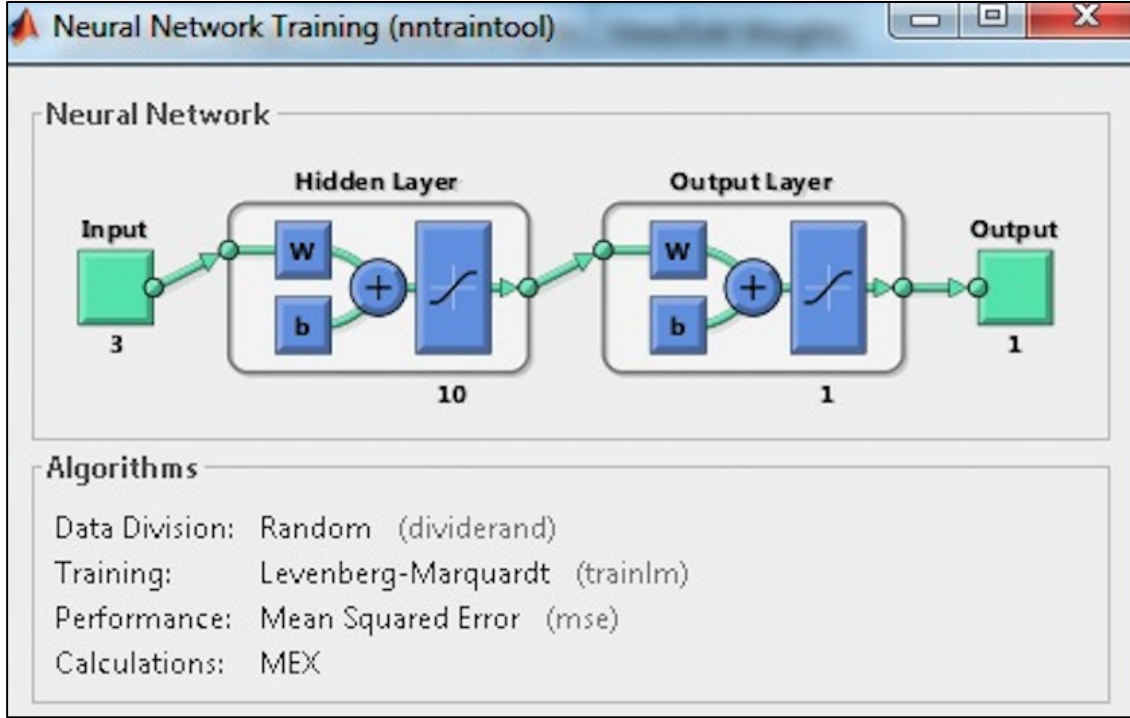 Neural Network Training (nntraintool)
Neural Network
Hidden Layer
Output Layer
Input
Output
W
b
W
b
3
10
1
1
Algorithms
Data Division: Random (dividerand)
Training: Levenberg-Marquardt (trainlm)
Performance: Mean Squared Error (mse)
Calculations: MEX